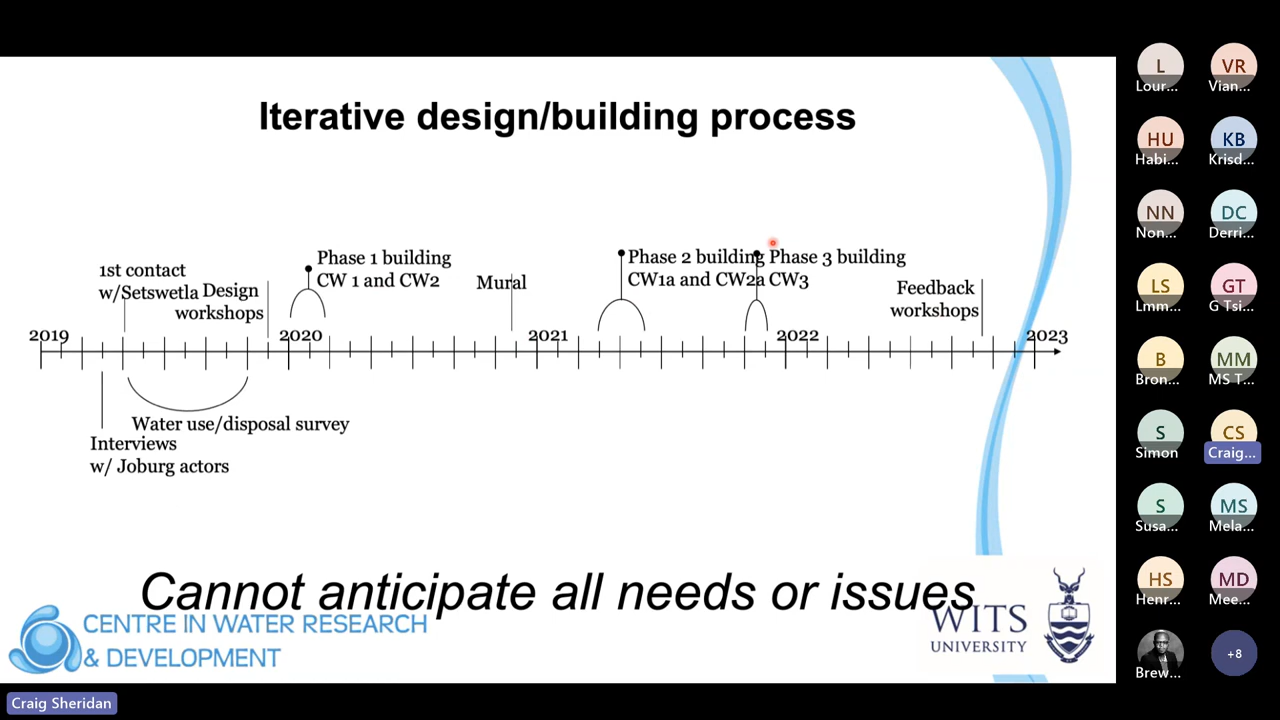 Iterative design/building process
1st contact
w/Setswetla
Design
workshops
Phase 1 building
CW 1 and CW2
Mural
Phase 2 building
CW1a and CW2a
Phase 3 building
CW3
Feedback
workshops
2019
2020
2021
2022
2023
Water use/disposal survey
Interviews
w/ Joburg actors
Cannot anticipate all needs or issues
CENTRE IN WATER RESEARCH
& DEVELOPMENT
WITS
UNIVERSITY
Craig Sheridan
L
Lour...
VR
Vian...
HU
Habi...
KB
Krisd...
NN
Non...
DC
Derri...
LS
Lmm...
GT
G Tsi...
B
Bron...
MM
MS T...
S
Simon
CS
Craig...
S
Susa...
MS
Mela...
HS
Henr...
MD
Mee...
Brew...
+8